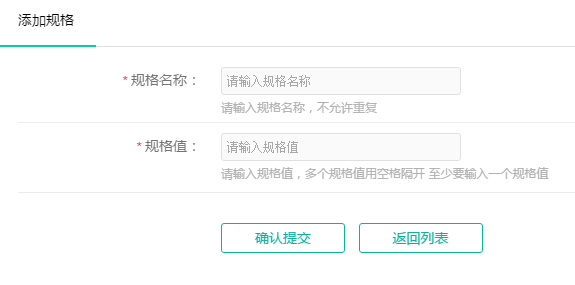 添加规格
*规格名称：
请输入规格名称
请输入规格名称，不允许重复
*规格值：
请输入规格值
请输入规格值，多个规格值用空格隔开 至少要输入一个规格值
确认提交
返回列表